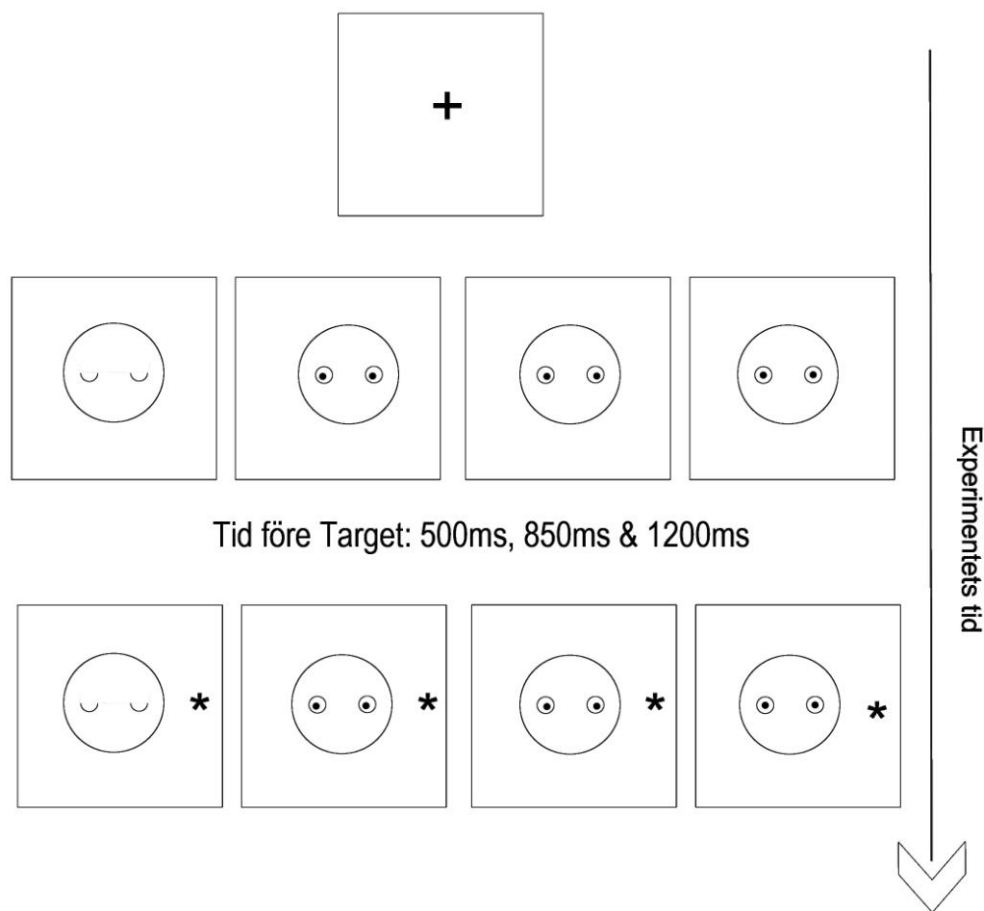 +
Tid före Target: 500ms, 850ms & 1200ms
* * * *
Experimentets tid